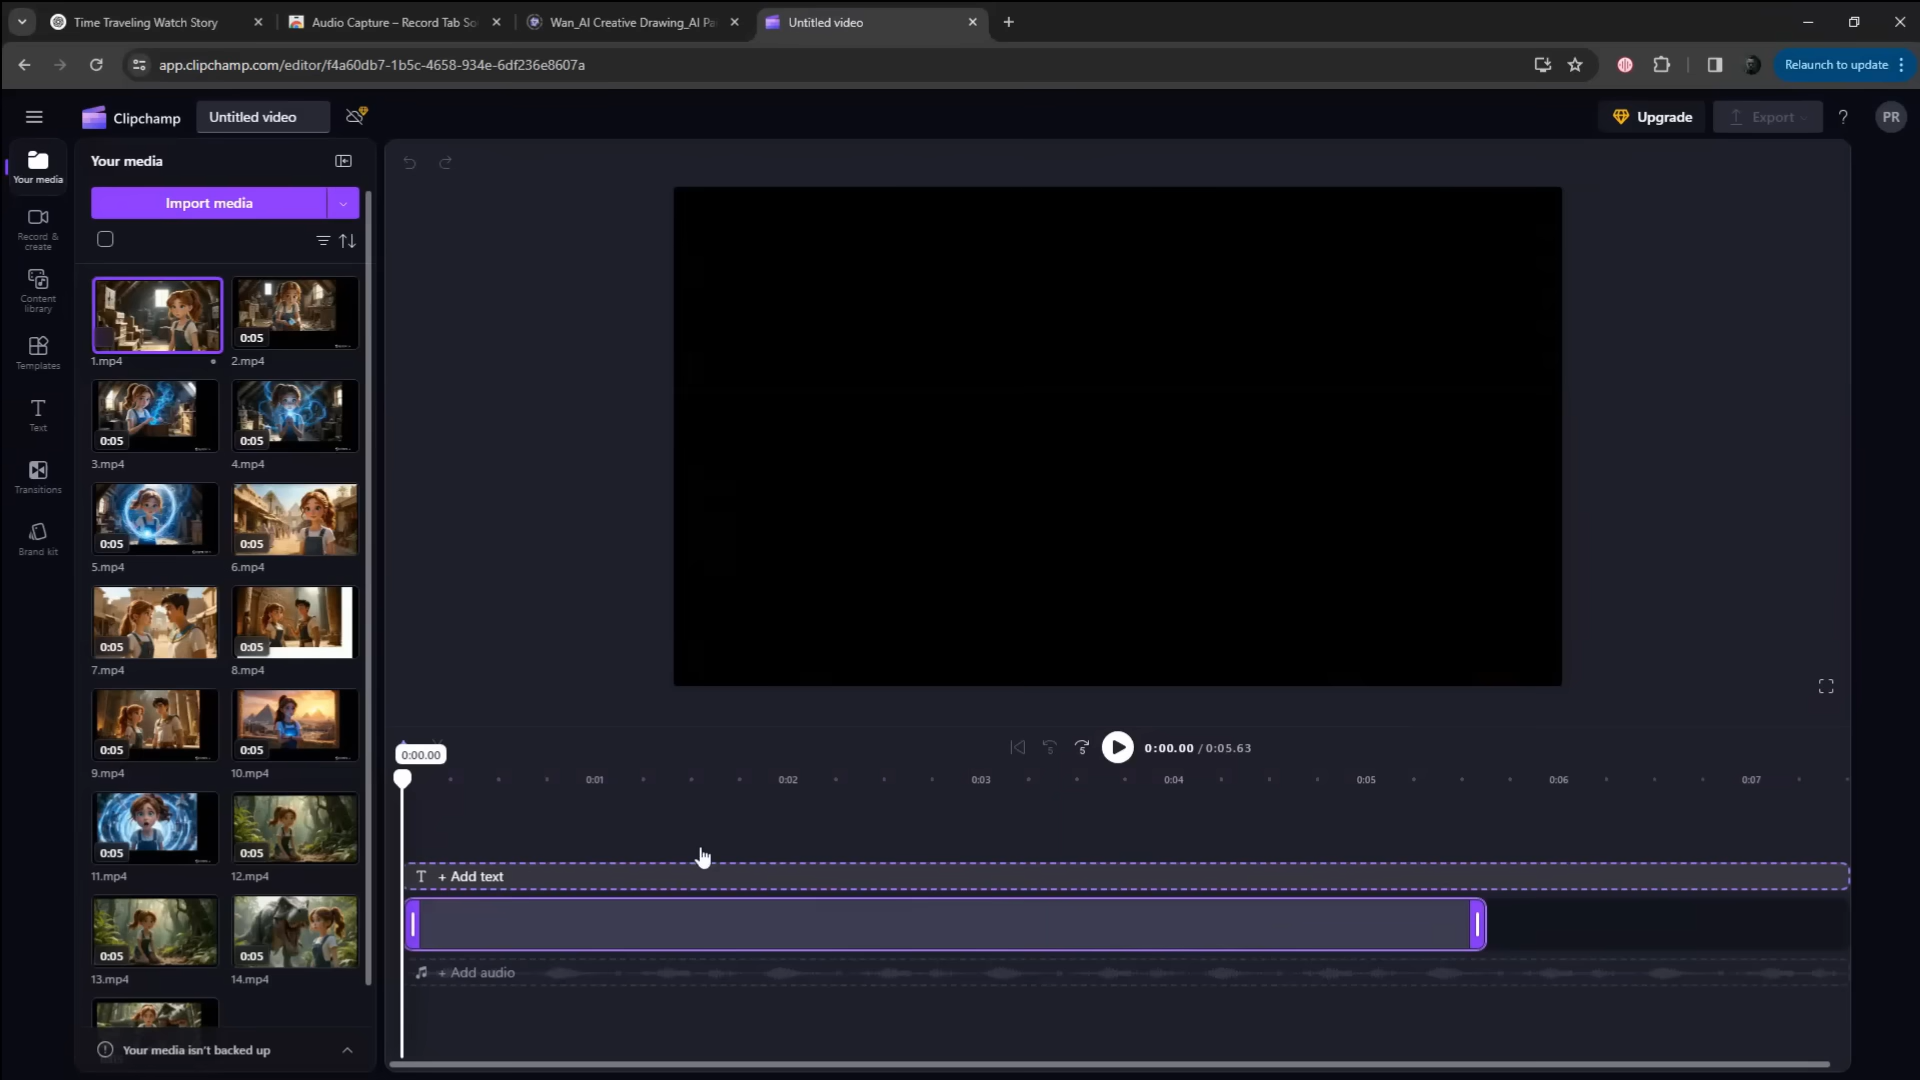 Time Traveling Watch Story
Audio Capture – Record Tab So
Wan_AI Creative Drawing_AI Pa
Untitled video
app.clipchamp.com/editor/f4a60db7-1b5c-4658-934e-6df236e8607a
Relaunch to update
Clipchamp
Untitled video
Upgrade
Export
?
PR
Your media
Record &
create
Content
library
Templates
Text
Transitions
Brand kit
Your media
Import media
1.mp4
0:05
2.mp4
0:05
3.mp4
0:05
4.mp4
0:05
5.mp4
0:05
6.mp4
0:05
7.mp4
0:05
8.mp4
0:05
9.mp4
0:05
10.mp4
0:05
11.mp4
0:05
12.mp4
0:05
13.mp4
0:05
14.mp4
Your media isn't backed up
5
5
0:00.00 / 0:05.63
0:00.00
0:01
0:02
0:03
0:04
0:05
0:06
0:07
T + Add text
+ Add audio